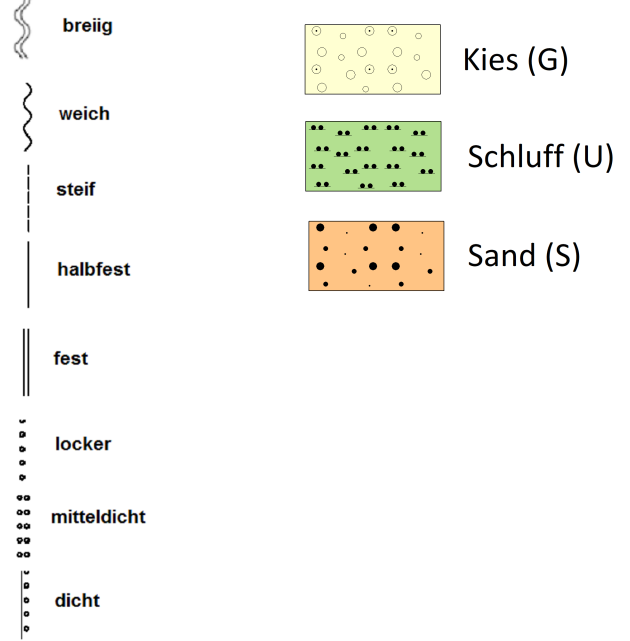 breiig
weich
steif
halbfest
fest
locker
mitteldicht
dicht
Kies (G)
Schluff (U)
Sand (S)